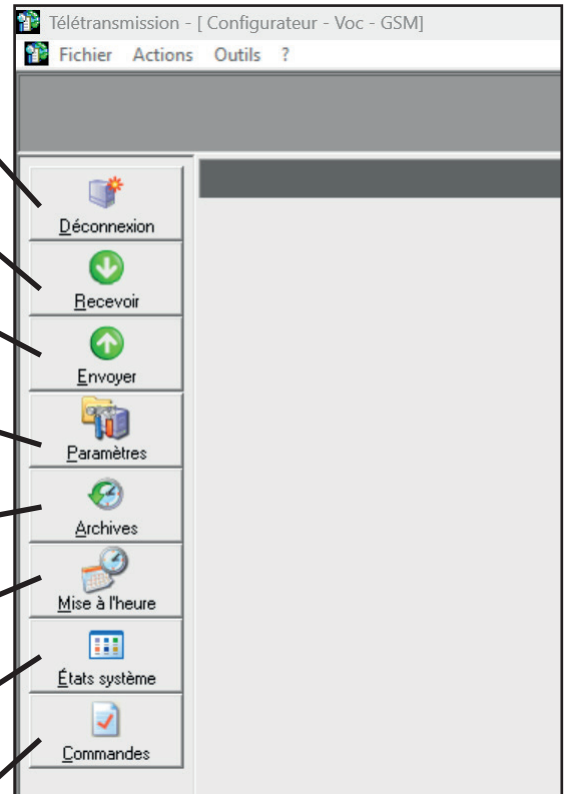 Télétransmission - [ Configurateur - Voc - GSM]
Fichier Actions Outils ?
Déconnexion
Recevoir
Envoyer
Paramètres
Archives
Mise à l'heure
États système
Commandes